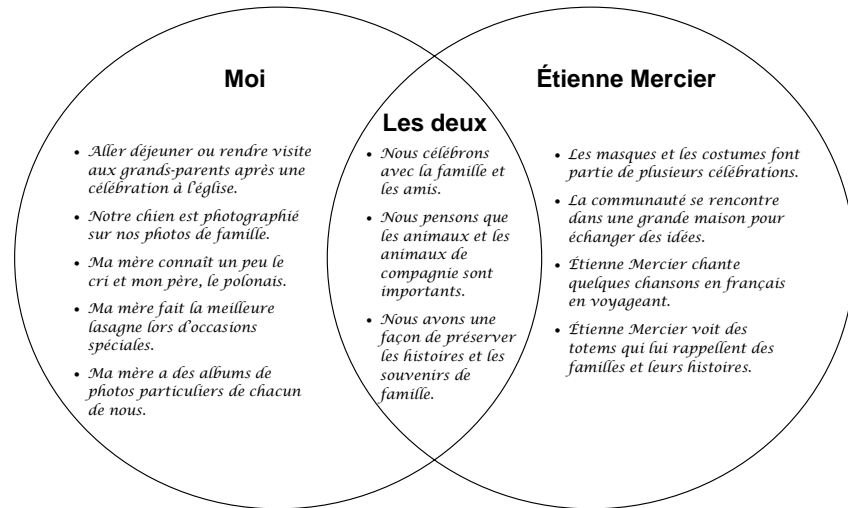 Moi
• Aller déjeuner ou rendre visite
aux grands-parents après une
célébration à l'église.
• Notre chien est photographié
sur nos photos de famille.
• Ma mère connaît un peu le
cri et mon père, le polonais.
• Ma mère fait la meilleure
lasagne lors d'occasions
spéciales.
• Ma mère a des albums de
photos particuliers de chacun
de nous.
Les deux
• Nous célébrons
avec la famille et
les amis.
• Nous pensons que
les animaux et les
animaux de
compagnie sont
importants.
• Nous avons une
façon de préserver
les histoires et les
souvenirs de
famille.
Étienne Mercier
• Les masques et les costumes font
partie de plusieurs célébrations.
• La communauté se rencontre
dans une grande maison pour
échanger des idées.
• Étienne Mercier chante
quelques chansons en français
en voyageant.
• Étienne Mercier voit des
totems qui lui rappellent des
familles et leurs histoires.